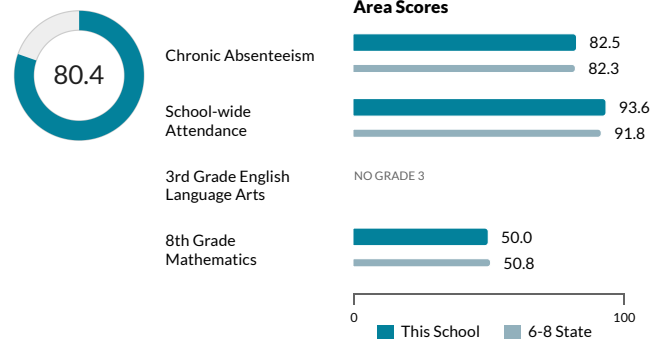 Area Scores
80.4
Chronic Absenteeism
82.5
82.3
School-wide
Attendance
93.6
91.8
3rd Grade English
Language Arts
NO GRADE 3
8th Grade
Mathematics
50.0
50.8
0
100
This School
6-8 State